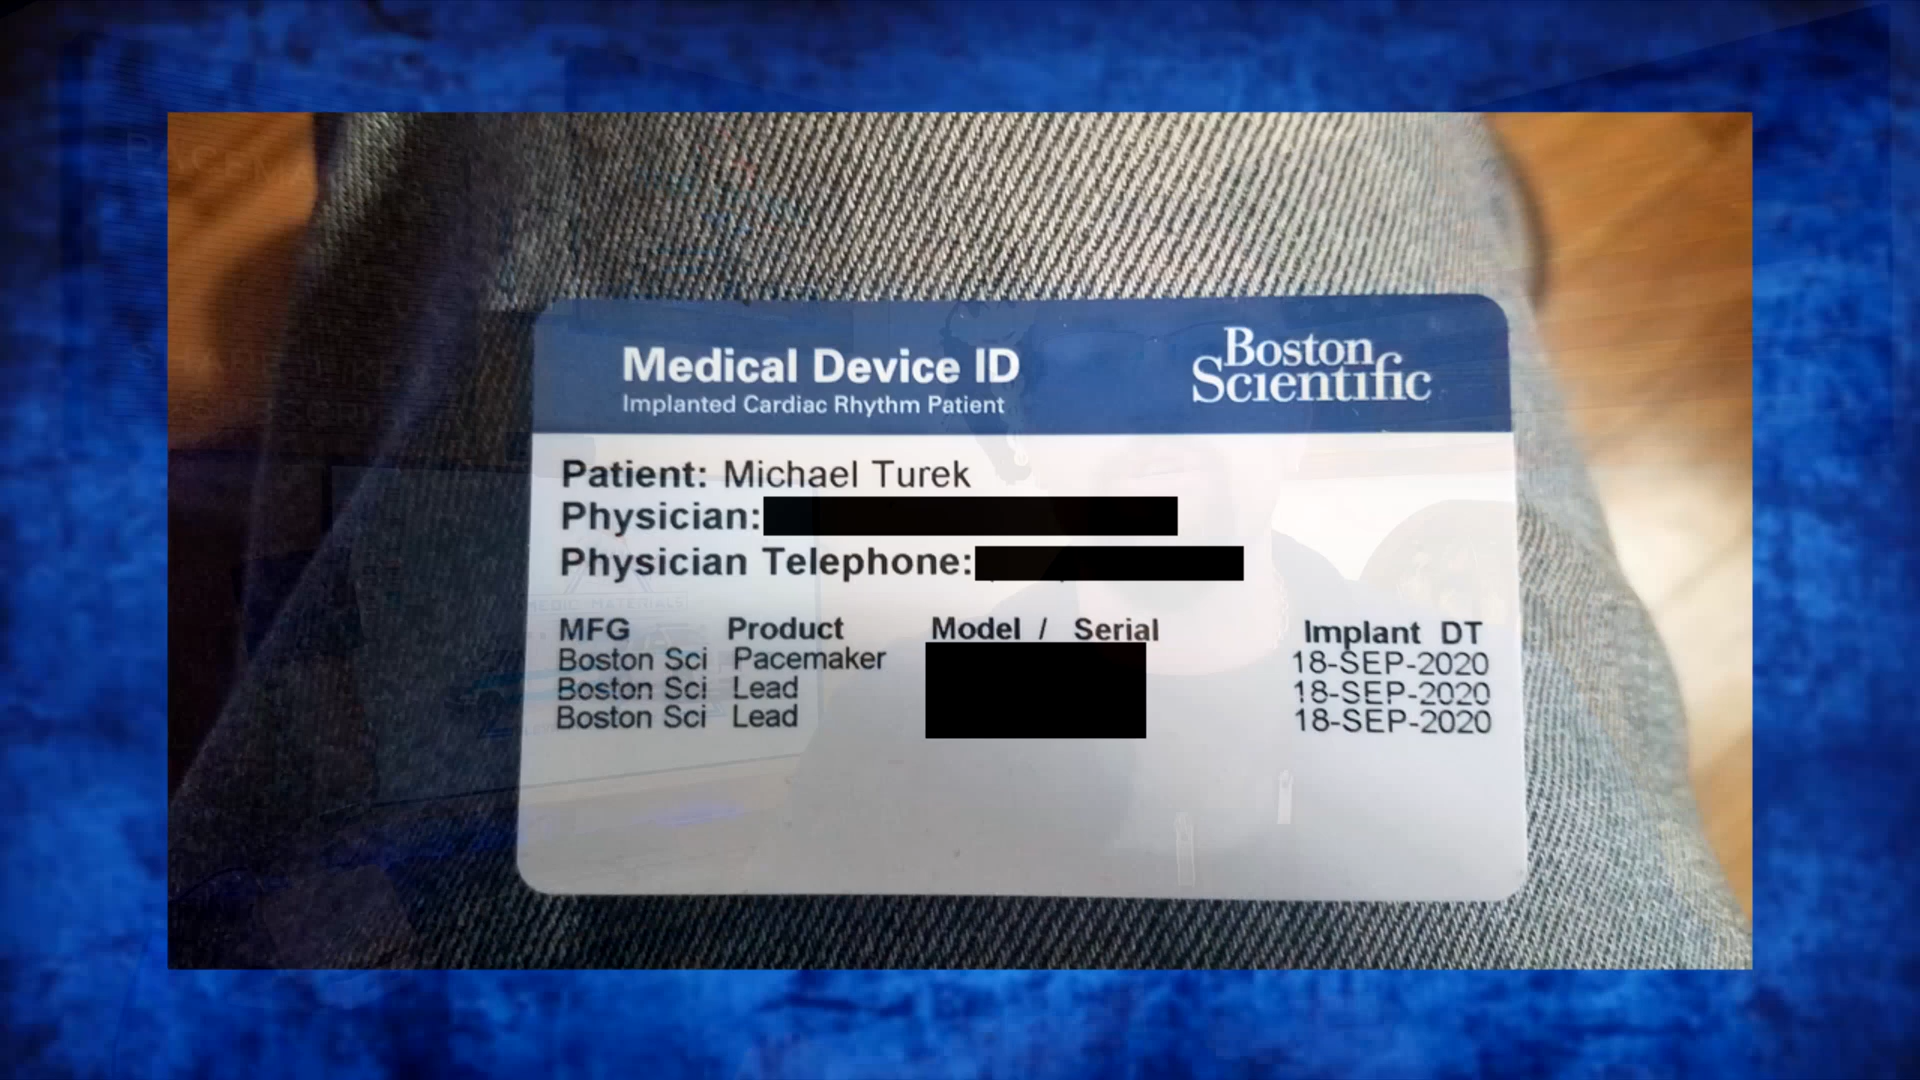 Medical Device ID
Implanted Cardiac Rhythm Patient
Boston
Scientific
Patient: Michael Turek
Physician:
Physician Telephone:
MFG Product Model / Serial Implant DT
Boston Sci Pacemaker 18-SEP-2020
Boston Sci Lead 18-SEP-2020
Boston Sci Lead 18-SEP-2020
MEDIC MATERIALS